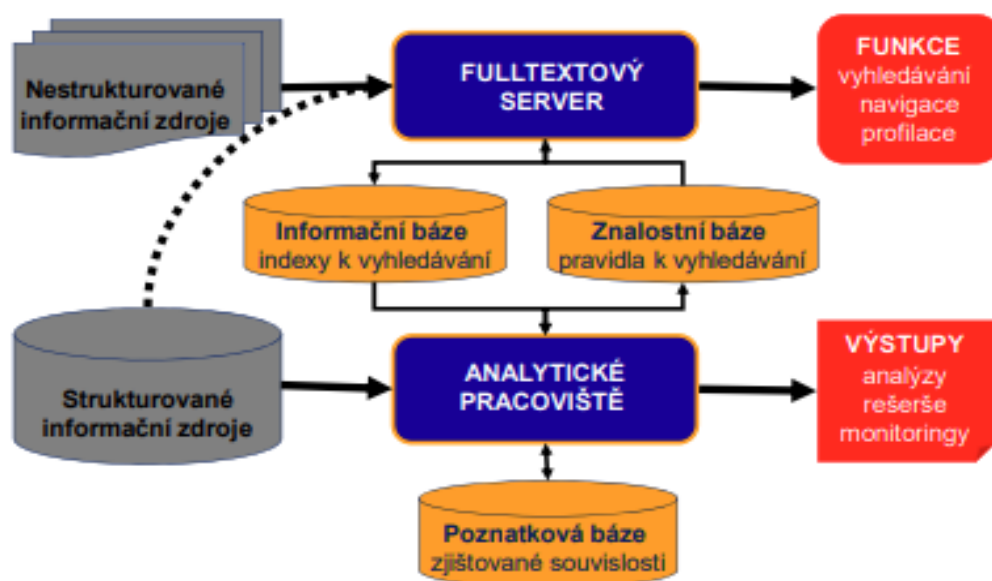 Nestrukturované
informační zdroje
FULLTEXTOVÝ
SERVER
FUNKCE
vyhledávání
navigace
profilace
Informační báze
indexy k vyhledávání
Znalostní báze
pravidla k vyhledávání
Strukturované
informační zdroje
ANALYTICKÉ
PRACOVIŠTĚ
VÝSTUPY
analýzy
rešerše
monitoringy
Poznatková báze
zjištované souvislosti